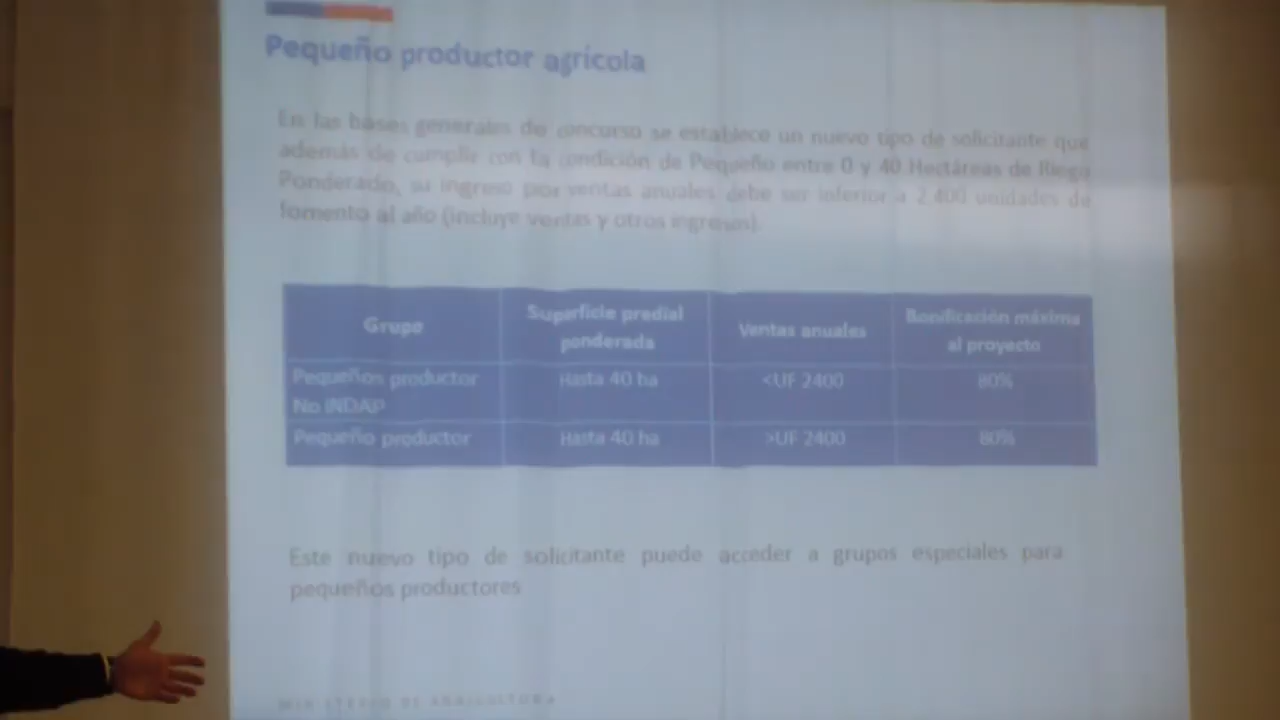 Pequeño productor agrícola
En las bases generales de concurso se establece un nuevo tipo de solicitante que
además de cumplir con la condición de Pequeño entre 0 y 40 Hectáreas de Riego
Ponderado, su ingreso por ventas anuales debe ser inferior a 2.400 unidades de
fomento al año (incluye ventas y otros ingresos).
Grupo
Superficie predial ponderada
Ventas anuales
Bonificación máxima al proyecto
Pequeños productor No INDAP
Hasta 40 ha
<UF 2400
80%
Pequeño productor
Hasta 40 ha
>UF 2400
80%
Este nuevo tipo de solicitante puede acceder a grupos especiales para
pequeños productores
MINISTERIO DE AGRICULTURA